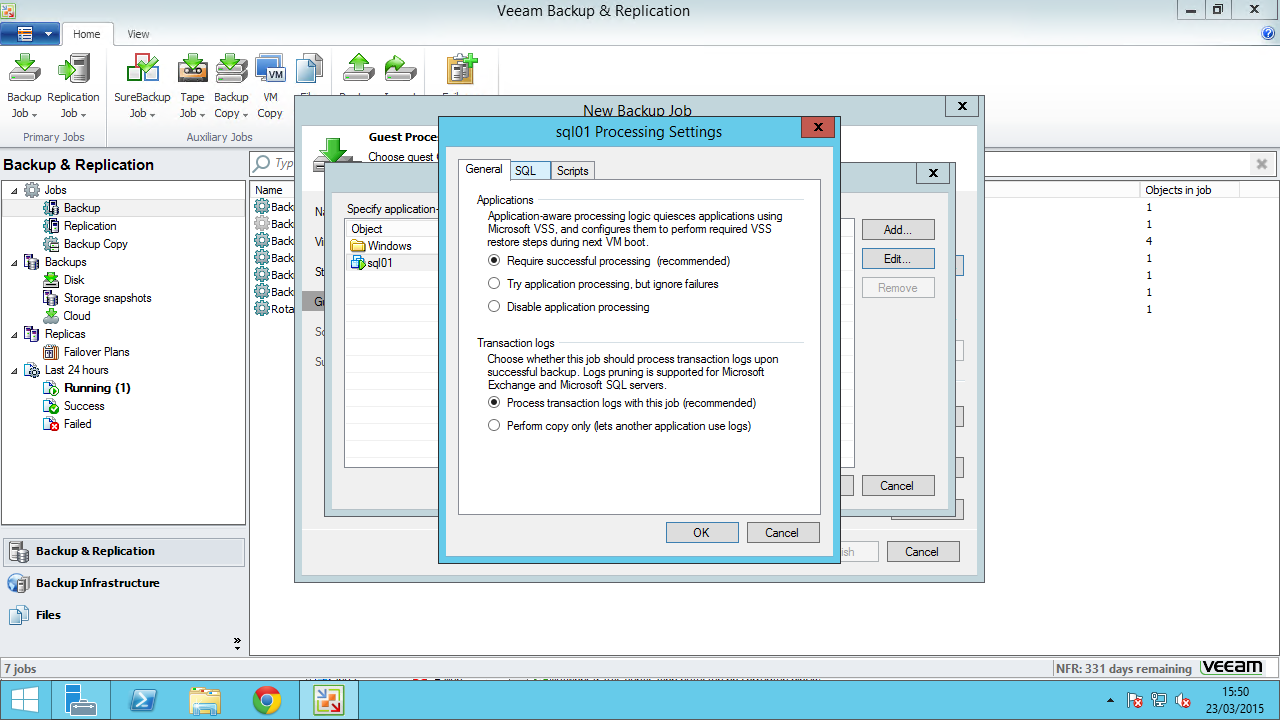 Veeam Backup & Replication
Home
View
Backup Job
Replication Job
SureBackup Job
Tape Job
Backup Copy
VM Copy
Primary Jobs
Auxiliary Jobs
Backup & Replication
Jobs
Backup
Replication
Backup Copy
Backups
Disk
Storage snapshots
Cloud
Replicas
Failover Plans
Last 24 hours
Running (1)
Success
Failed
Backup & Replication
Backup Infrastructure
Files
7 jobs
Name
Objects in job
1
1
4
1
1
1
1
New Backup Job
Guest Proce
Choose guest
Specify application-
Object
Windows
sql01
Add...
Edit...
Remove
Cancel
Cancel
sql01 Processing Settings
General
SQL
Scripts
Applications
Application-aware processing logic quiesces applications using
Microsoft VSS, and configures them to perform required VSS
restore steps during next VM boot.
Require successful processing (recommended)
Try application processing, but ignore failures
Disable application processing
Transaction logs
Choose whether this job should process transaction logs upon
successful backup. Logs pruning is supported for Microsoft
Exchange and Microsoft SQL servers.
Process transaction logs with this job (recommended)
Perform copy only (lets another application use logs)
OK
Cancel
NFR: 331 days remaining
veeam
VM
15:50
23/03/2015